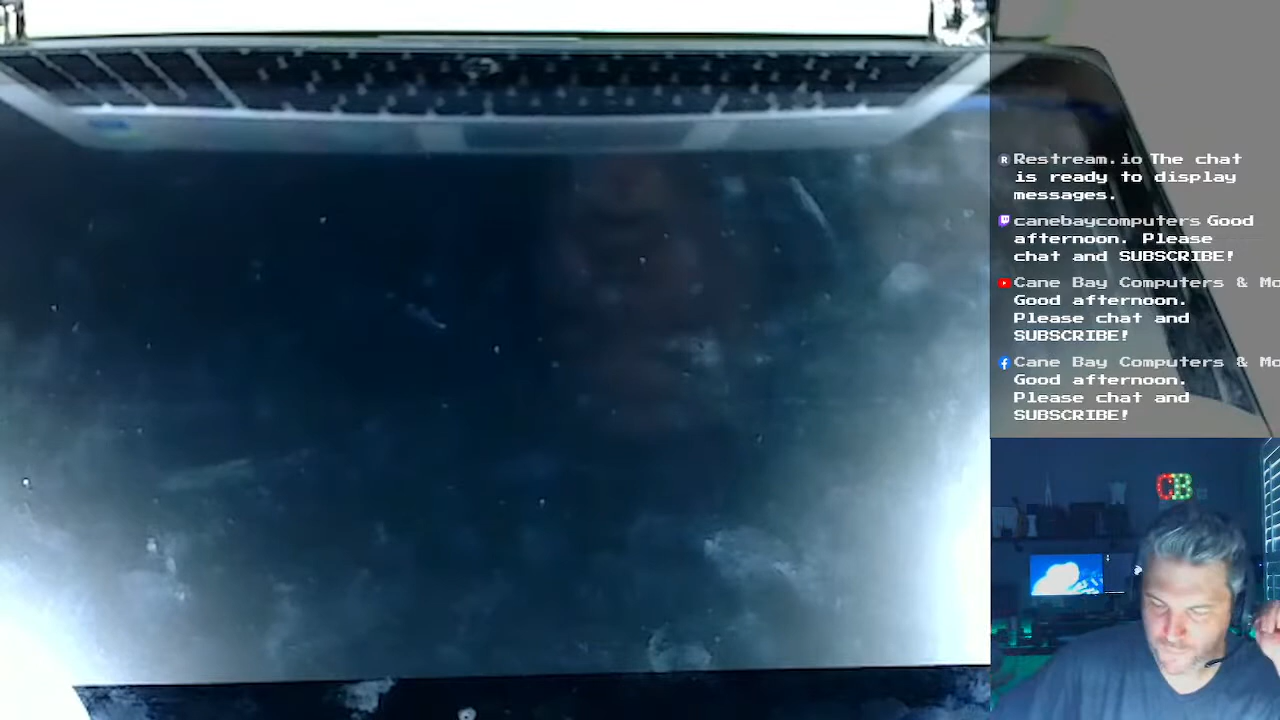 Restream.io The chat
is ready to display
messages.
canebaycomputers Good
afternoon. Please
chat and SUBSCRIBE!
Cane Bay Computers & Mo
Good afternoon.
Please chat and
SUBSCRIBE!
Cane Bay Computers & Mo
Good afternoon.
Please chat and
SUBSCRIBE!
CB